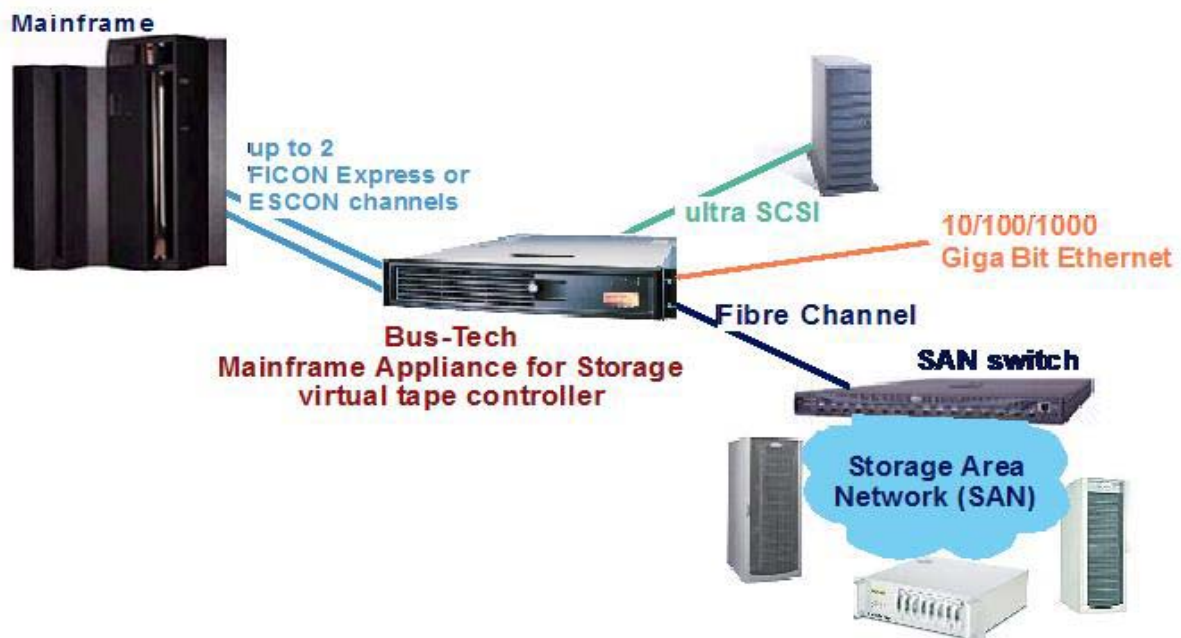 Mainframe
up to 2
FICON Express or
ESCON channels
ultra SCSI
10/100/1000
Giga Bit Ethernet
Fibre Channel
Bus-Tech
Mainframe Appliance for Storage
virtual tape controller
SAN switch
Storage Area
Network (SAN)